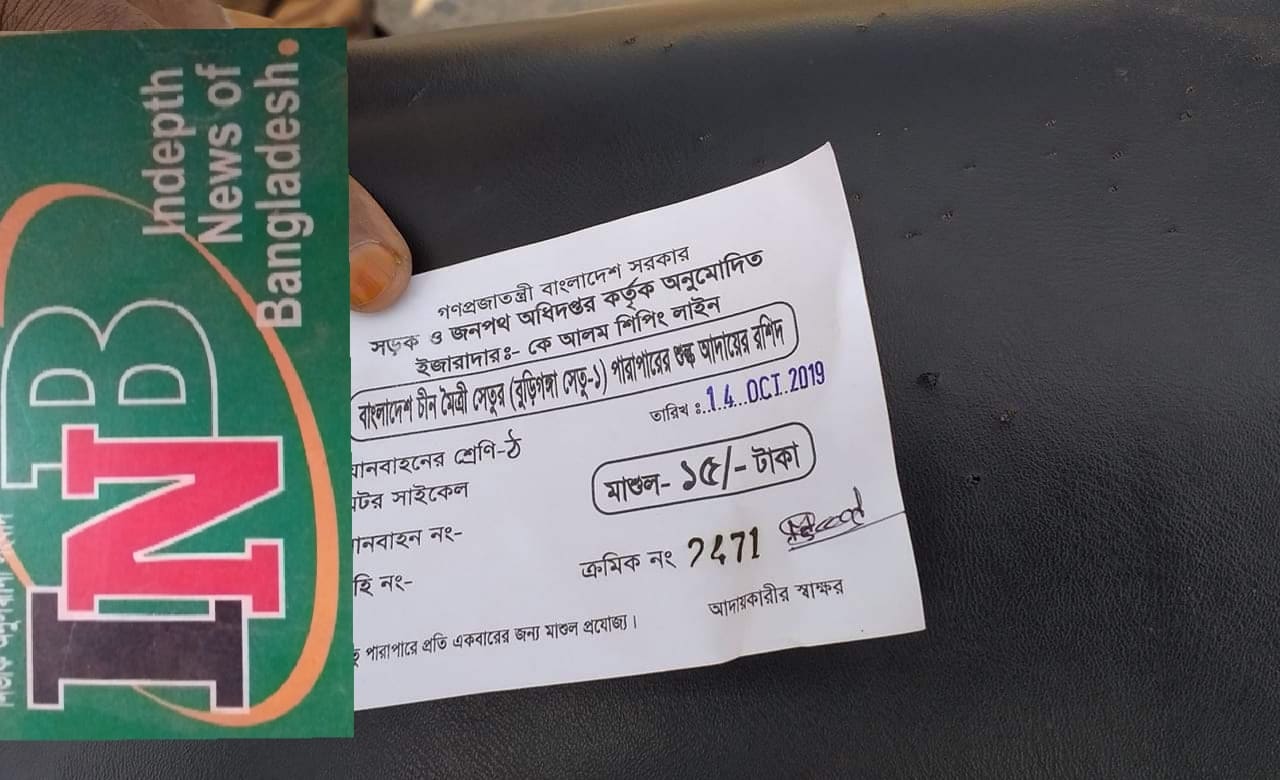 Indepth
News of
Bangladesh.
INB
গণপ্রজাতন্ত্রী বাংলাদেশ সরকার
সড়ক ও জনপথ অধিদপ্তর কর্তৃক অনুমোদিত
ইজারাদারঃ- কে আলম শিপিং লাইন
বাংলাদেশ চীন মৈত্রী সেতুর (বুড়িগঙ্গা সেতু-১) পারাপারের শুল্ক আদায়ের রশিদ
তারিখ ঃ..14...OCT.2019
যানবাহনের শ্রেণি-ঠ
মাশুল- ১৫/- টাকা
মটর সাইকেল
যানবাহন নং-
ক্রমিক নং 2471
হি নং-
আদায়কারীর স্বাক্ষর
পারাপারে প্রতি একবারের জন্য মাশুল প্রযোজ্য।